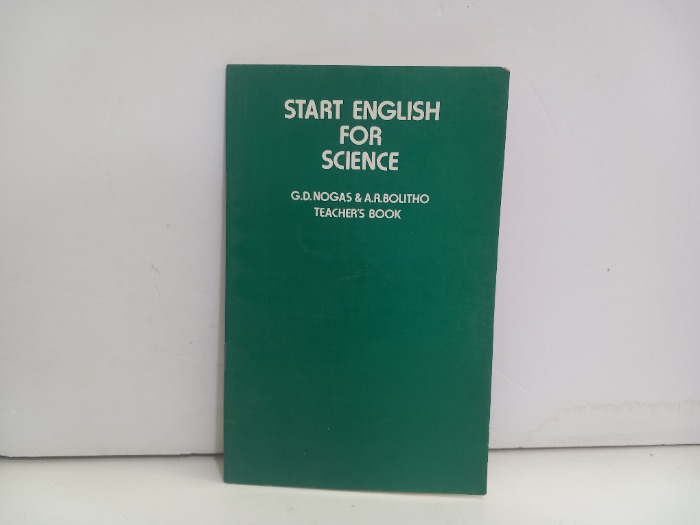 START ENGLISH
FOR
SCIENCE
G.D.NOGAS & A.R.BOLITHO
TEACHER'S BOOK